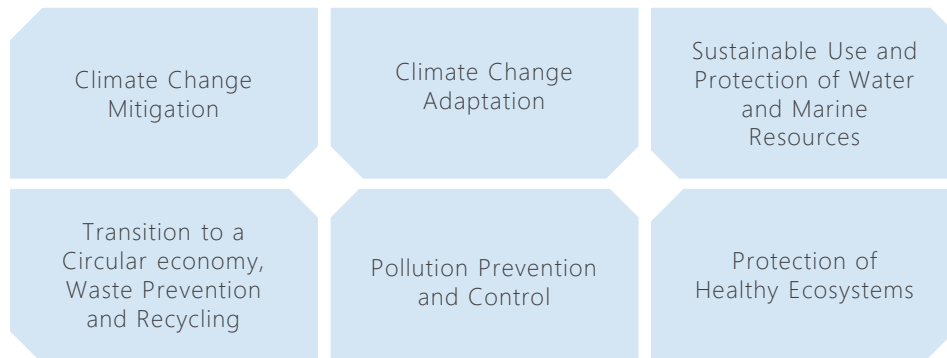 Climate Change
Mitigation
Climate Change
Adaptation
Sustainable Use and
Protection of Water
and Marine
Resources
Transition to a
Circular economy,
Waste Prevention
and Recycling
Pollution Prevention
and Control
Protection of
Healthy Ecosystems